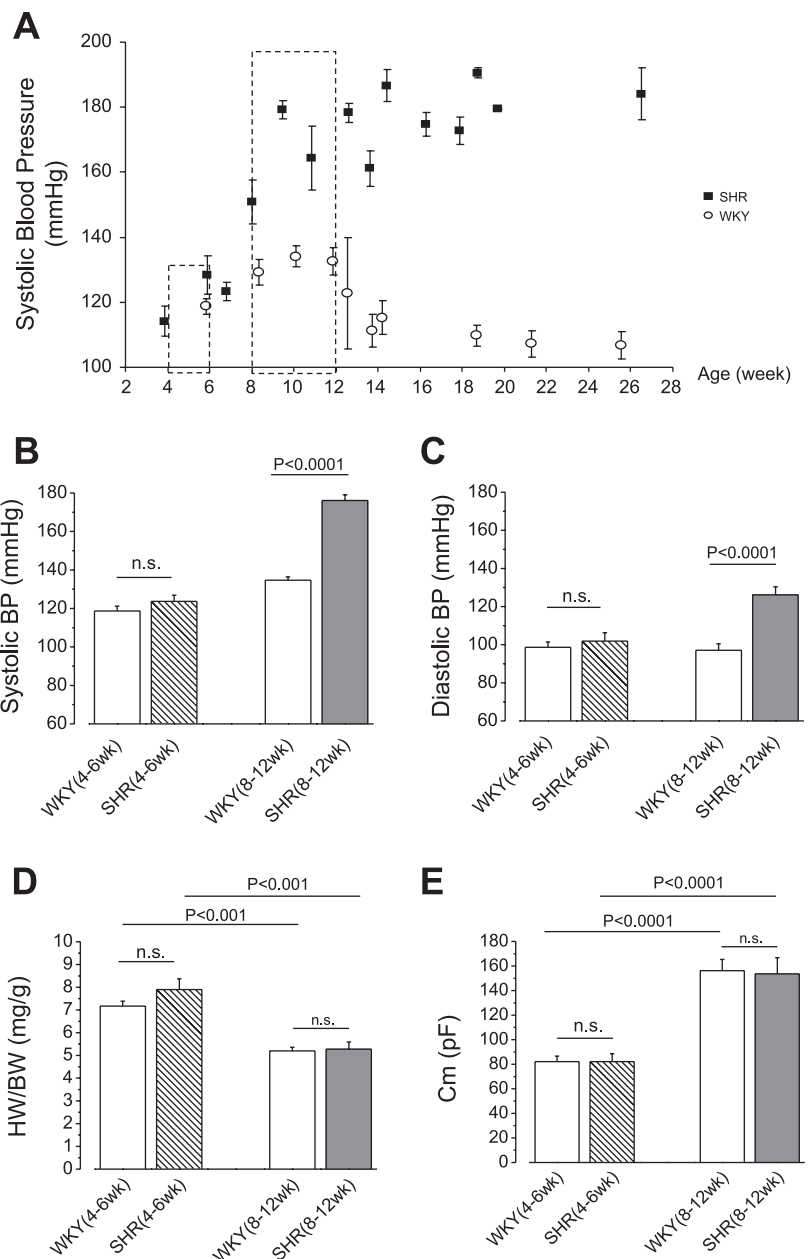 A
Systolic Blood Pressure
(mmHg)
200
180
160
140
120
100
2 4 6 8 10 12 14 16 18 20 22 24 26 28
Age (week)
SHR
WKY
B
Systolic BP (mmHg)
180
160
140
120
100
80
60
n.s.
P<0.0001
WKY(4-6wk)
SHR(4-6wk)
WKY(8-12wk)
SHR(8-12wk)
C
Diastolic BP (mmHg)
180
160
140
120
100
80
60
n.s.
P<0.0001
WKY(4-6wk)
SHR(4-6wk)
WKY(8-12wk)
SHR(8-12wk)
D
HW/BW (mg/g)
P<0.001
P<0.001
10
9
8
7
6
5
4
3
2
1
0
n.s.
n.s.
WKY(4-6wk)
SHR(4-6wk)
WKY(8-12wk)
SHR(8-12wk)
E
Cm (pF)
P<0.0001
P<0.0001
180
160
140
120
100
80
60
40
20
0
n.s.
n.s.
WKY(4-6wk)
SHR(4-6wk)
WKY(8-12wk)
SHR(8-12wk)